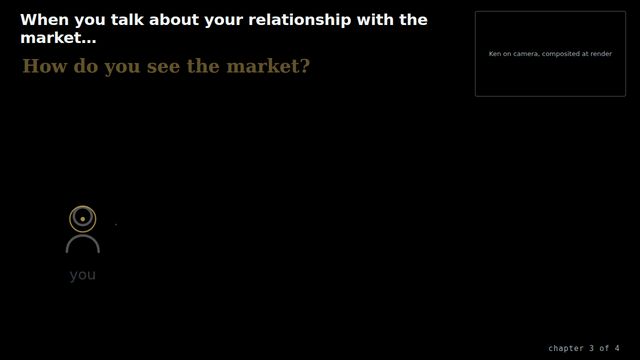 When you talk about your relationship with the
market…
How do you see the market?
Ken on camera, composited at render
you
chapter 3 of 4